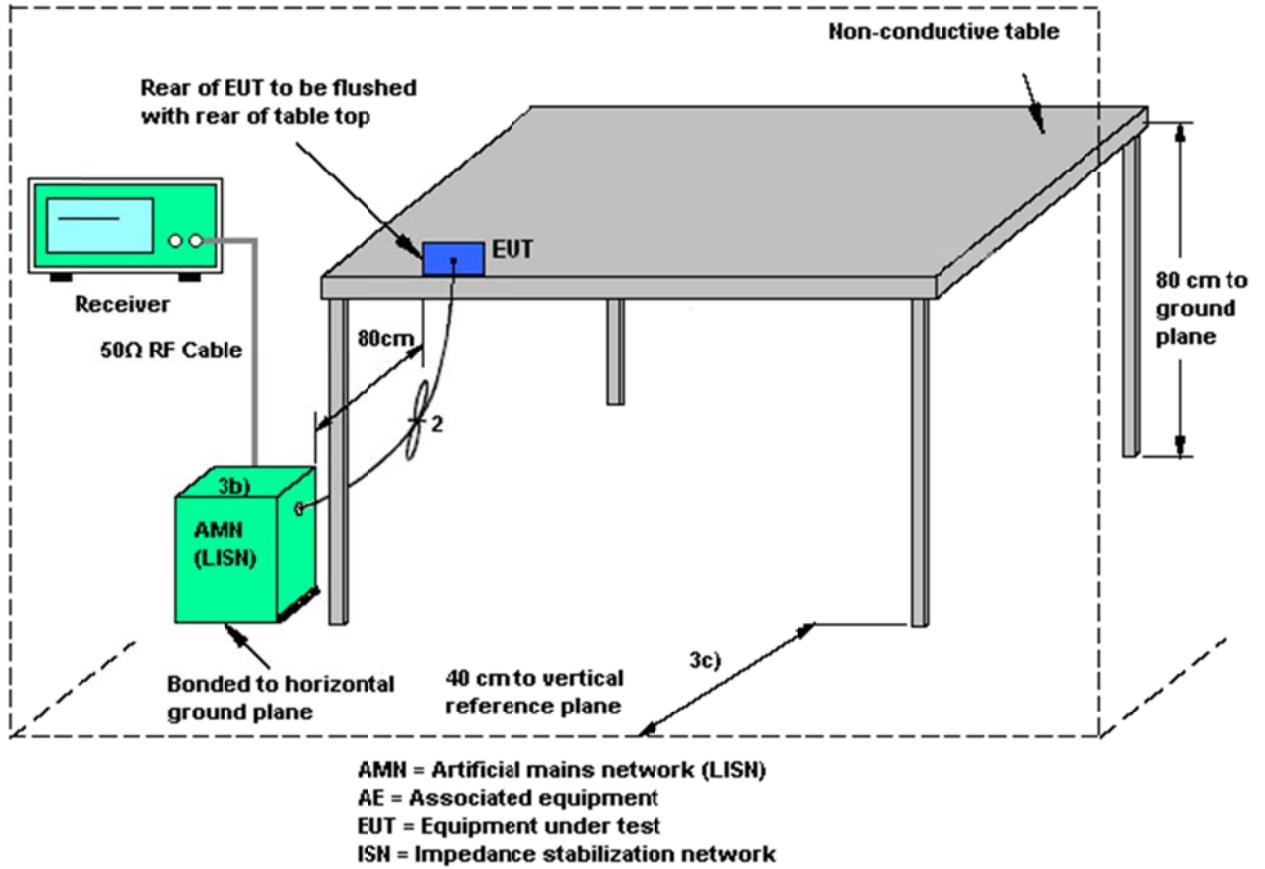 Non-conductive table
Rear of EUT to be flushed
with rear of table top
EUT
Receiver
80 cm to
ground
plane
80cm
50Ω RF Cable
2
3b)
AMN
(LISN)
3c)
Bonded to horizontal
ground plane
40 cm to vertical
reference plane
AMN = Artificial mains network (LISN)
AE = Associated equipment
EUT = Equipment under test
ISN = Impedance stabilization network